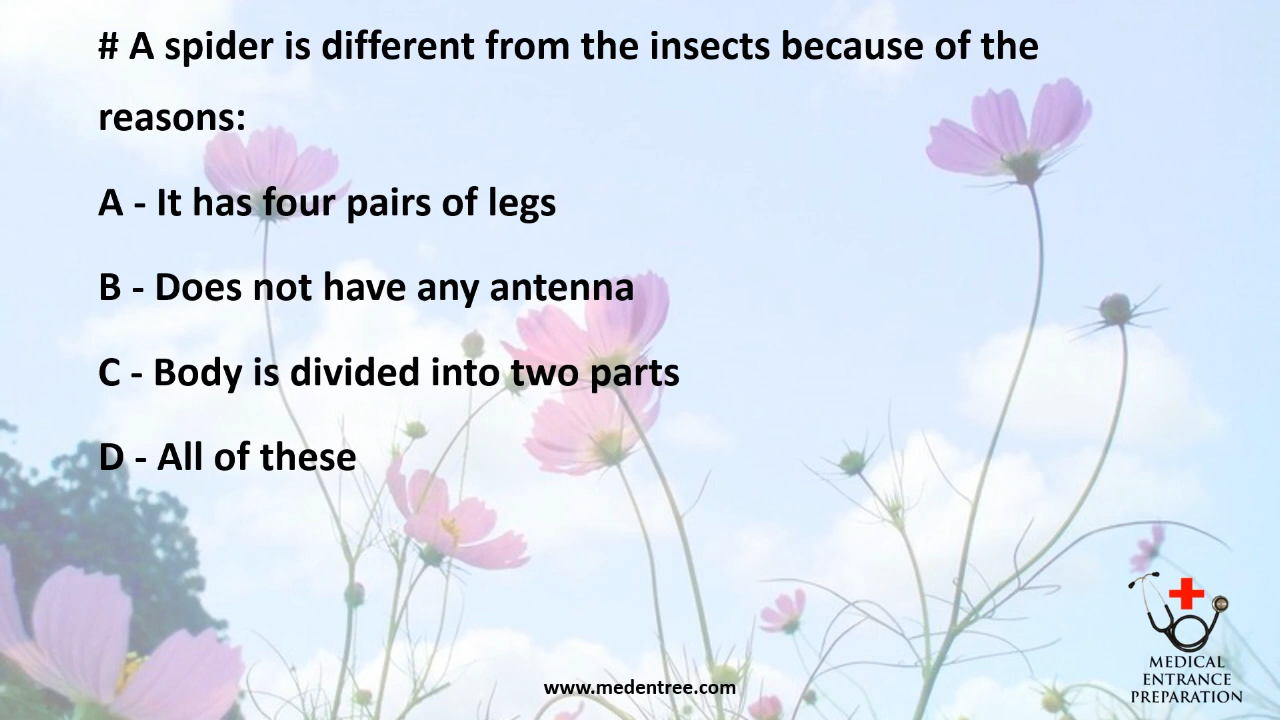 # A spider is different from the insects because of the
reasons:
A - It has four pairs of legs
B - Does not have any antenna
C - Body is divided into two parts
D - All of these
MEDICAL
ENTRANCE
PREPARATION
www.medentree.com